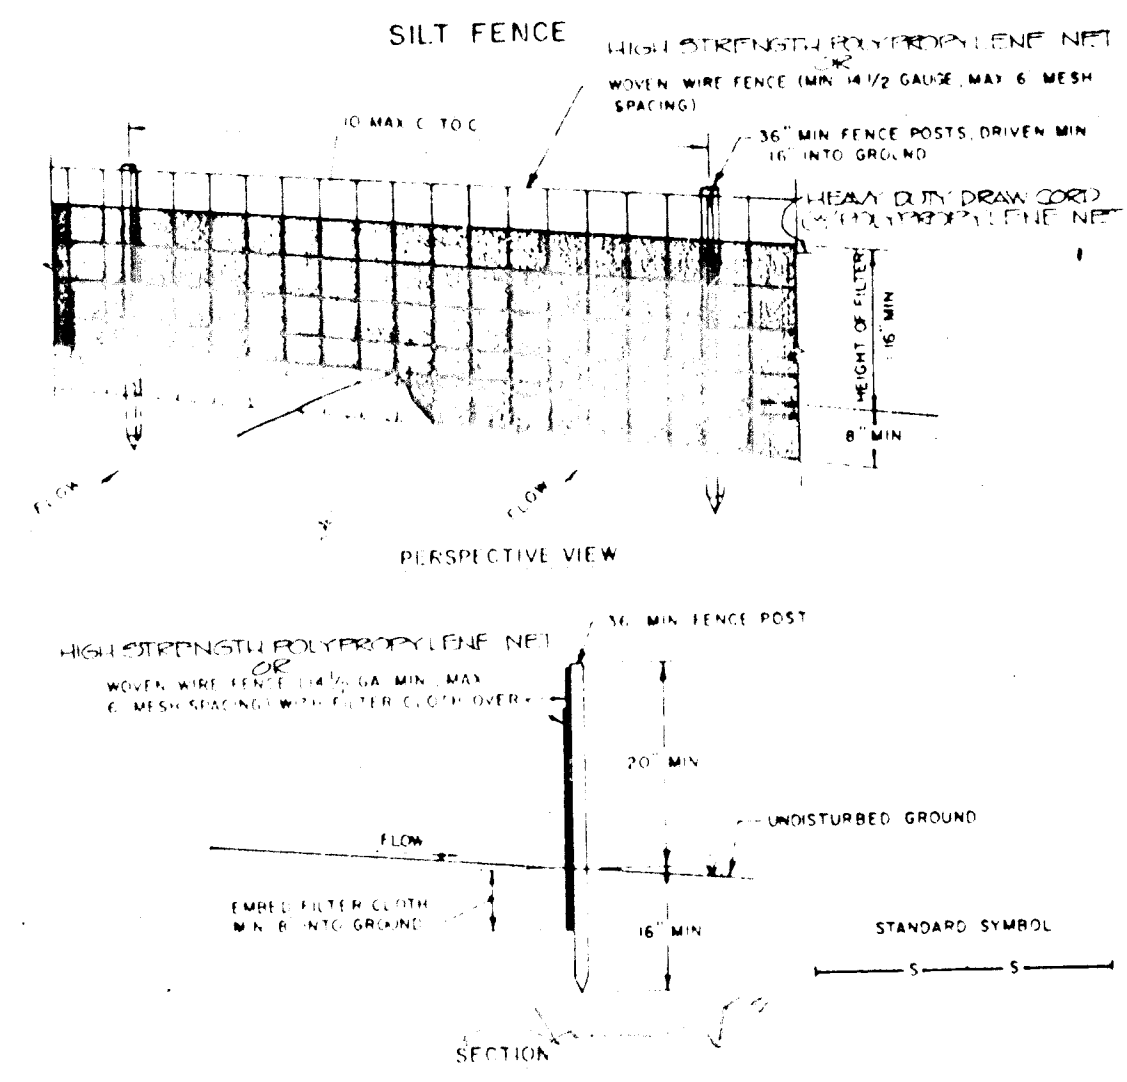 SILT FENCE
HIGH STRENGTH POLYPROPYLENE NET
OR
WOVEN WIRE FENCE (MIN 14 1/2 GAUGE, MAX 6" MESH
SPACING)
10' MAX C TO C
36" MIN FENCE POSTS, DRIVEN MIN
16" INTO GROUND
HEAVY DUTY DRAW CORD
(W/POLYPROPYLENE NET
HEIGHT OF FILTER
16" MIN
8" MIN
FLOW
FLOW
PERSPECTIVE VIEW
36" MIN FENCE POST
HIGH STRENGTH POLYPROPYLENE NET
OR
WOVEN WIRE FENCE (14 1/2 GA MIN, MAX
6" MESH SPACING) WITH FILTER CLOTH OVER
20" MIN
UNDISTURBED GROUND
FLOW
EMBED FILTER CLOTH
MIN 8" INTO GROUND
16" MIN
STANDARD SYMBOL
S S
SECTION